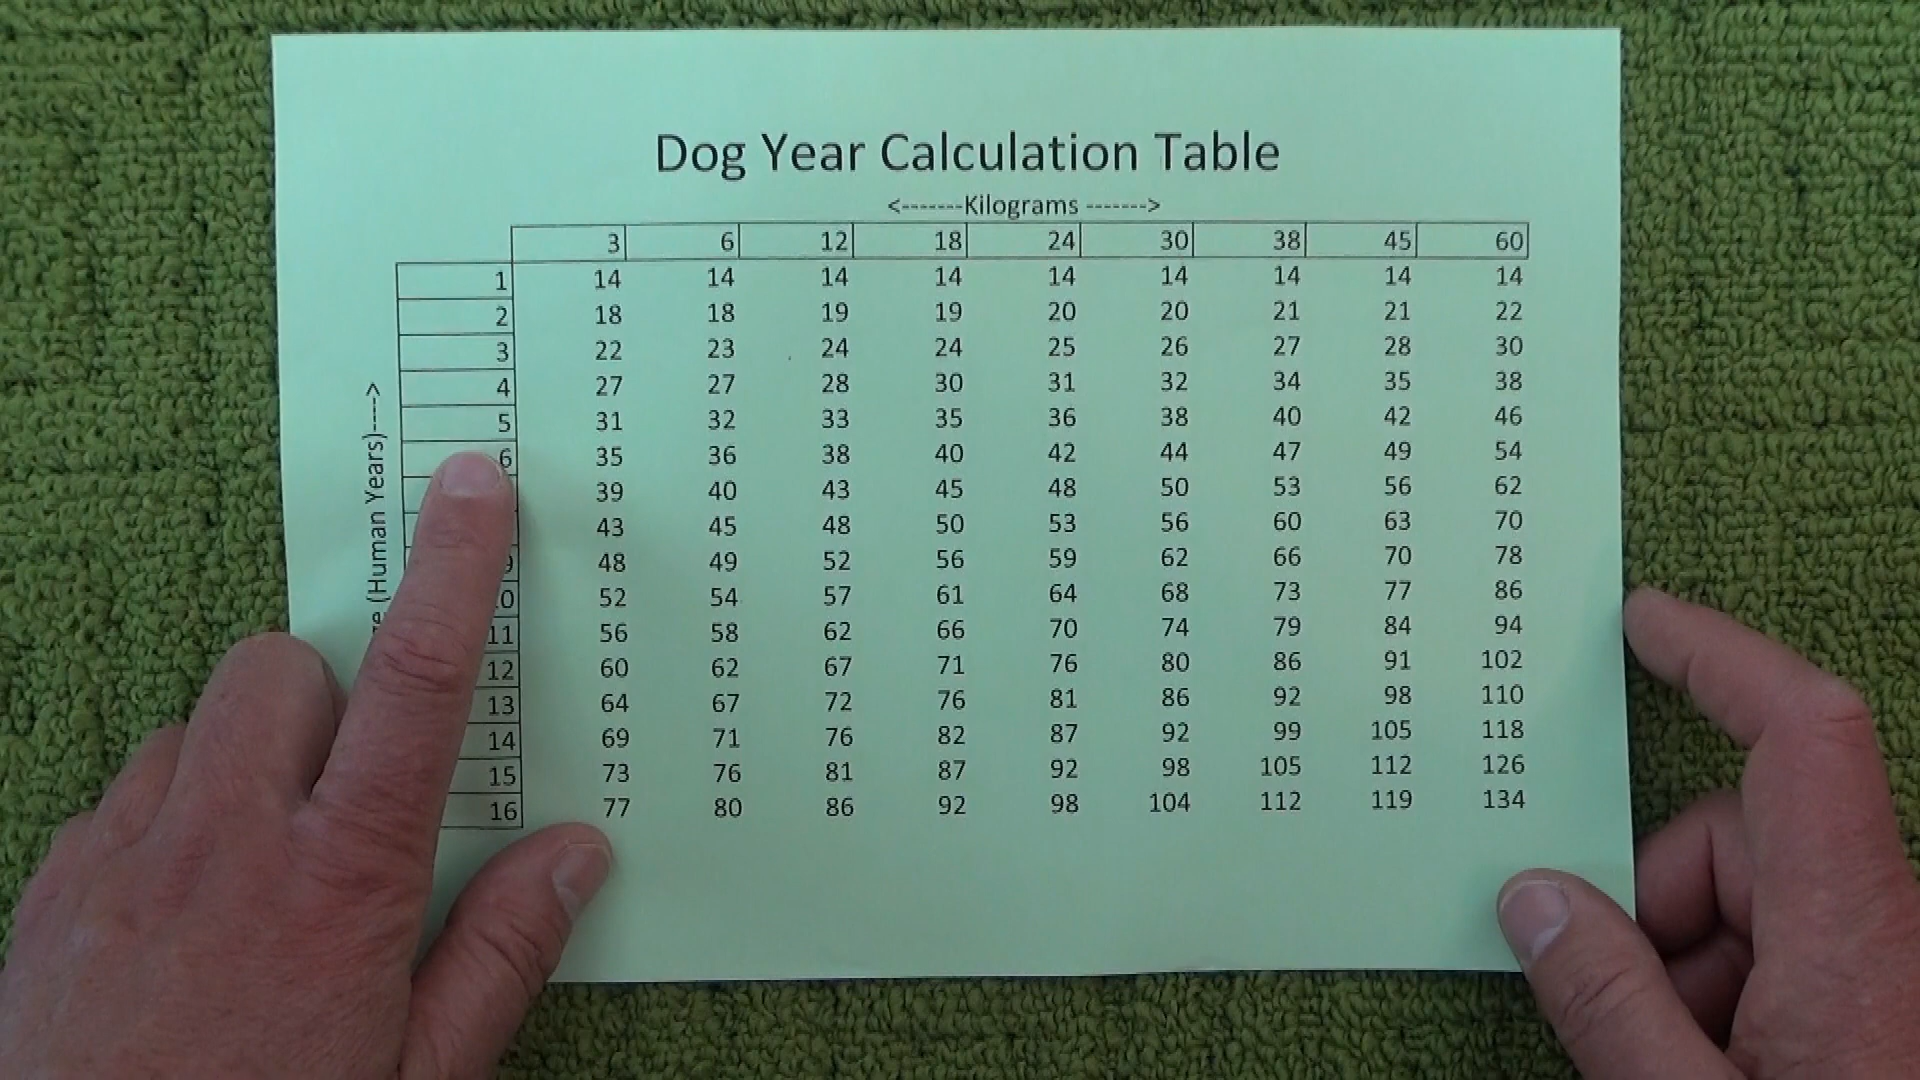 Dog Year Calculation Table
<-------Kilograms ------->
3 6 12 18 24 30 38 45 60
1 14 14 14 14 14 14 14 14 14
2 18 18 19 19 20 20 21 21 22
3 22 23 24 24 25 26 27 28 30
4 27 27 28 30 31 32 34 35 38
5 31 32 33 35 36 38 40 42 46
6 35 36 38 40 42 44 47 49 54
39 40 43 45 48 50 53 56 62
43 45 48 50 53 56 60 63 70
9 48 49 52 56 59 62 66 70 78
0 52 54 57 61 64 68 73 77 86
11 56 58 62 66 70 74 79 84 94
12 60 62 67 71 76 80 86 91 102
13 64 67 72 76 81 86 92 98 110
14 69 71 76 82 87 92 99 105 118
15 73 76 81 87 92 98 105 112 126
16 77 80 86 92 98 104 112 119 134
(Human Years)----->